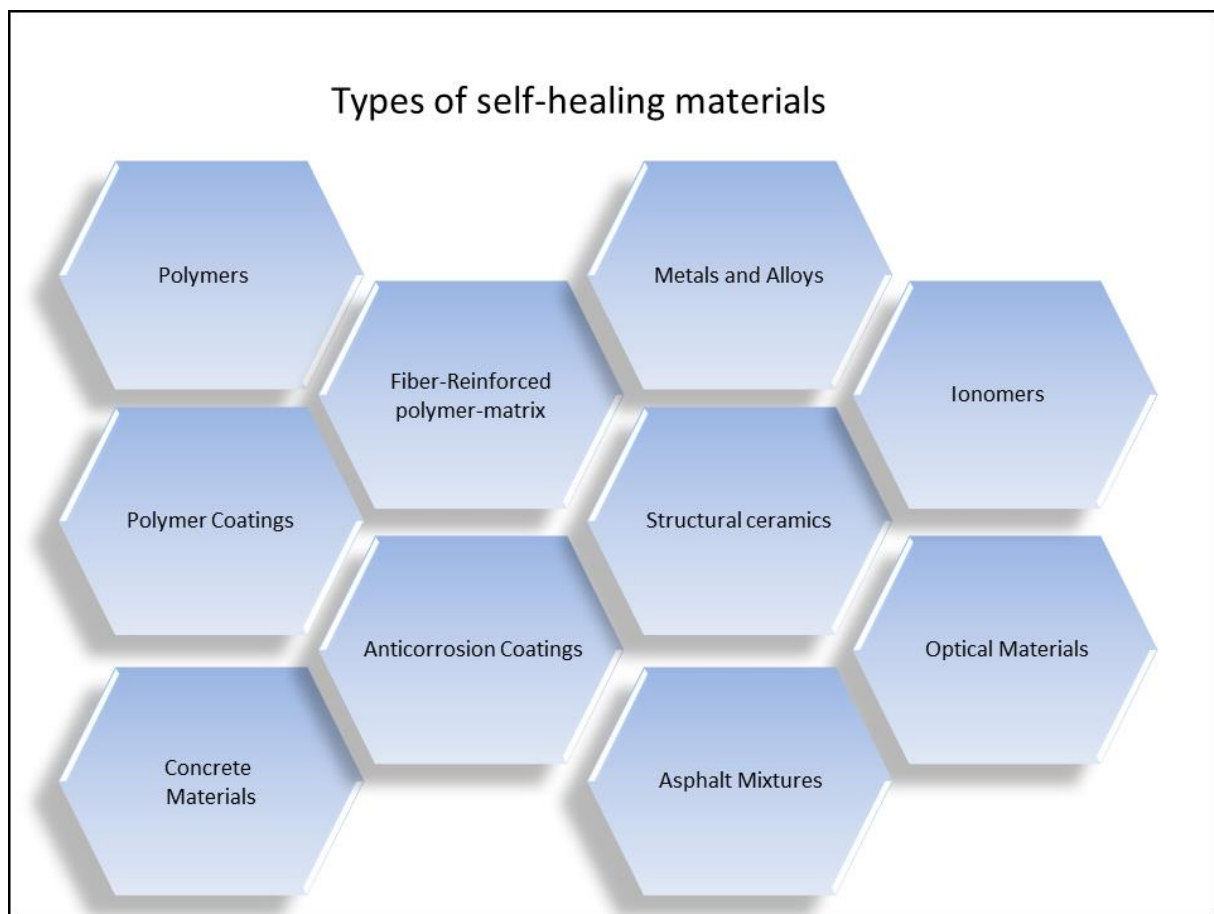 Types of self-healing materials
Polymers
Metals and Alloys
Fiber-Reinforced
polymer-matrix
Ionomers
Polymer Coatings
Structural ceramics
Anticorrosion Coatings
Optical Materials
Concrete
Materials
Asphalt Mixtures